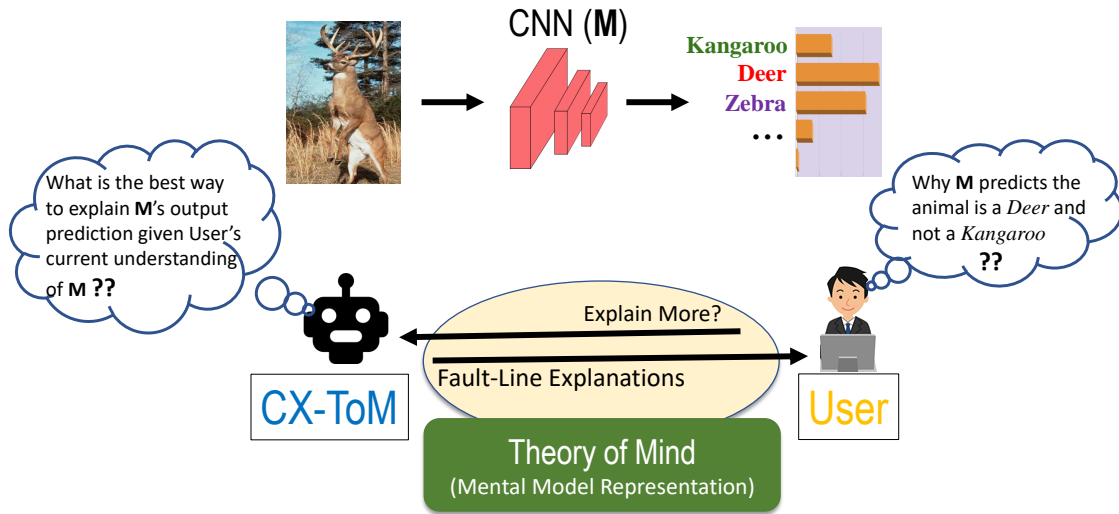 CNN (M)
Kangaroo
Deer
Zebra
...
What is the best way
to explain M's output
prediction given User's
current understanding
of M ??
Why M predicts the
animal is a Deer and
not a Kangaroo
??
Explain More?
Fault-Line Explanations
CX-ToM
User
Theory of Mind
(Mental Model Representation)